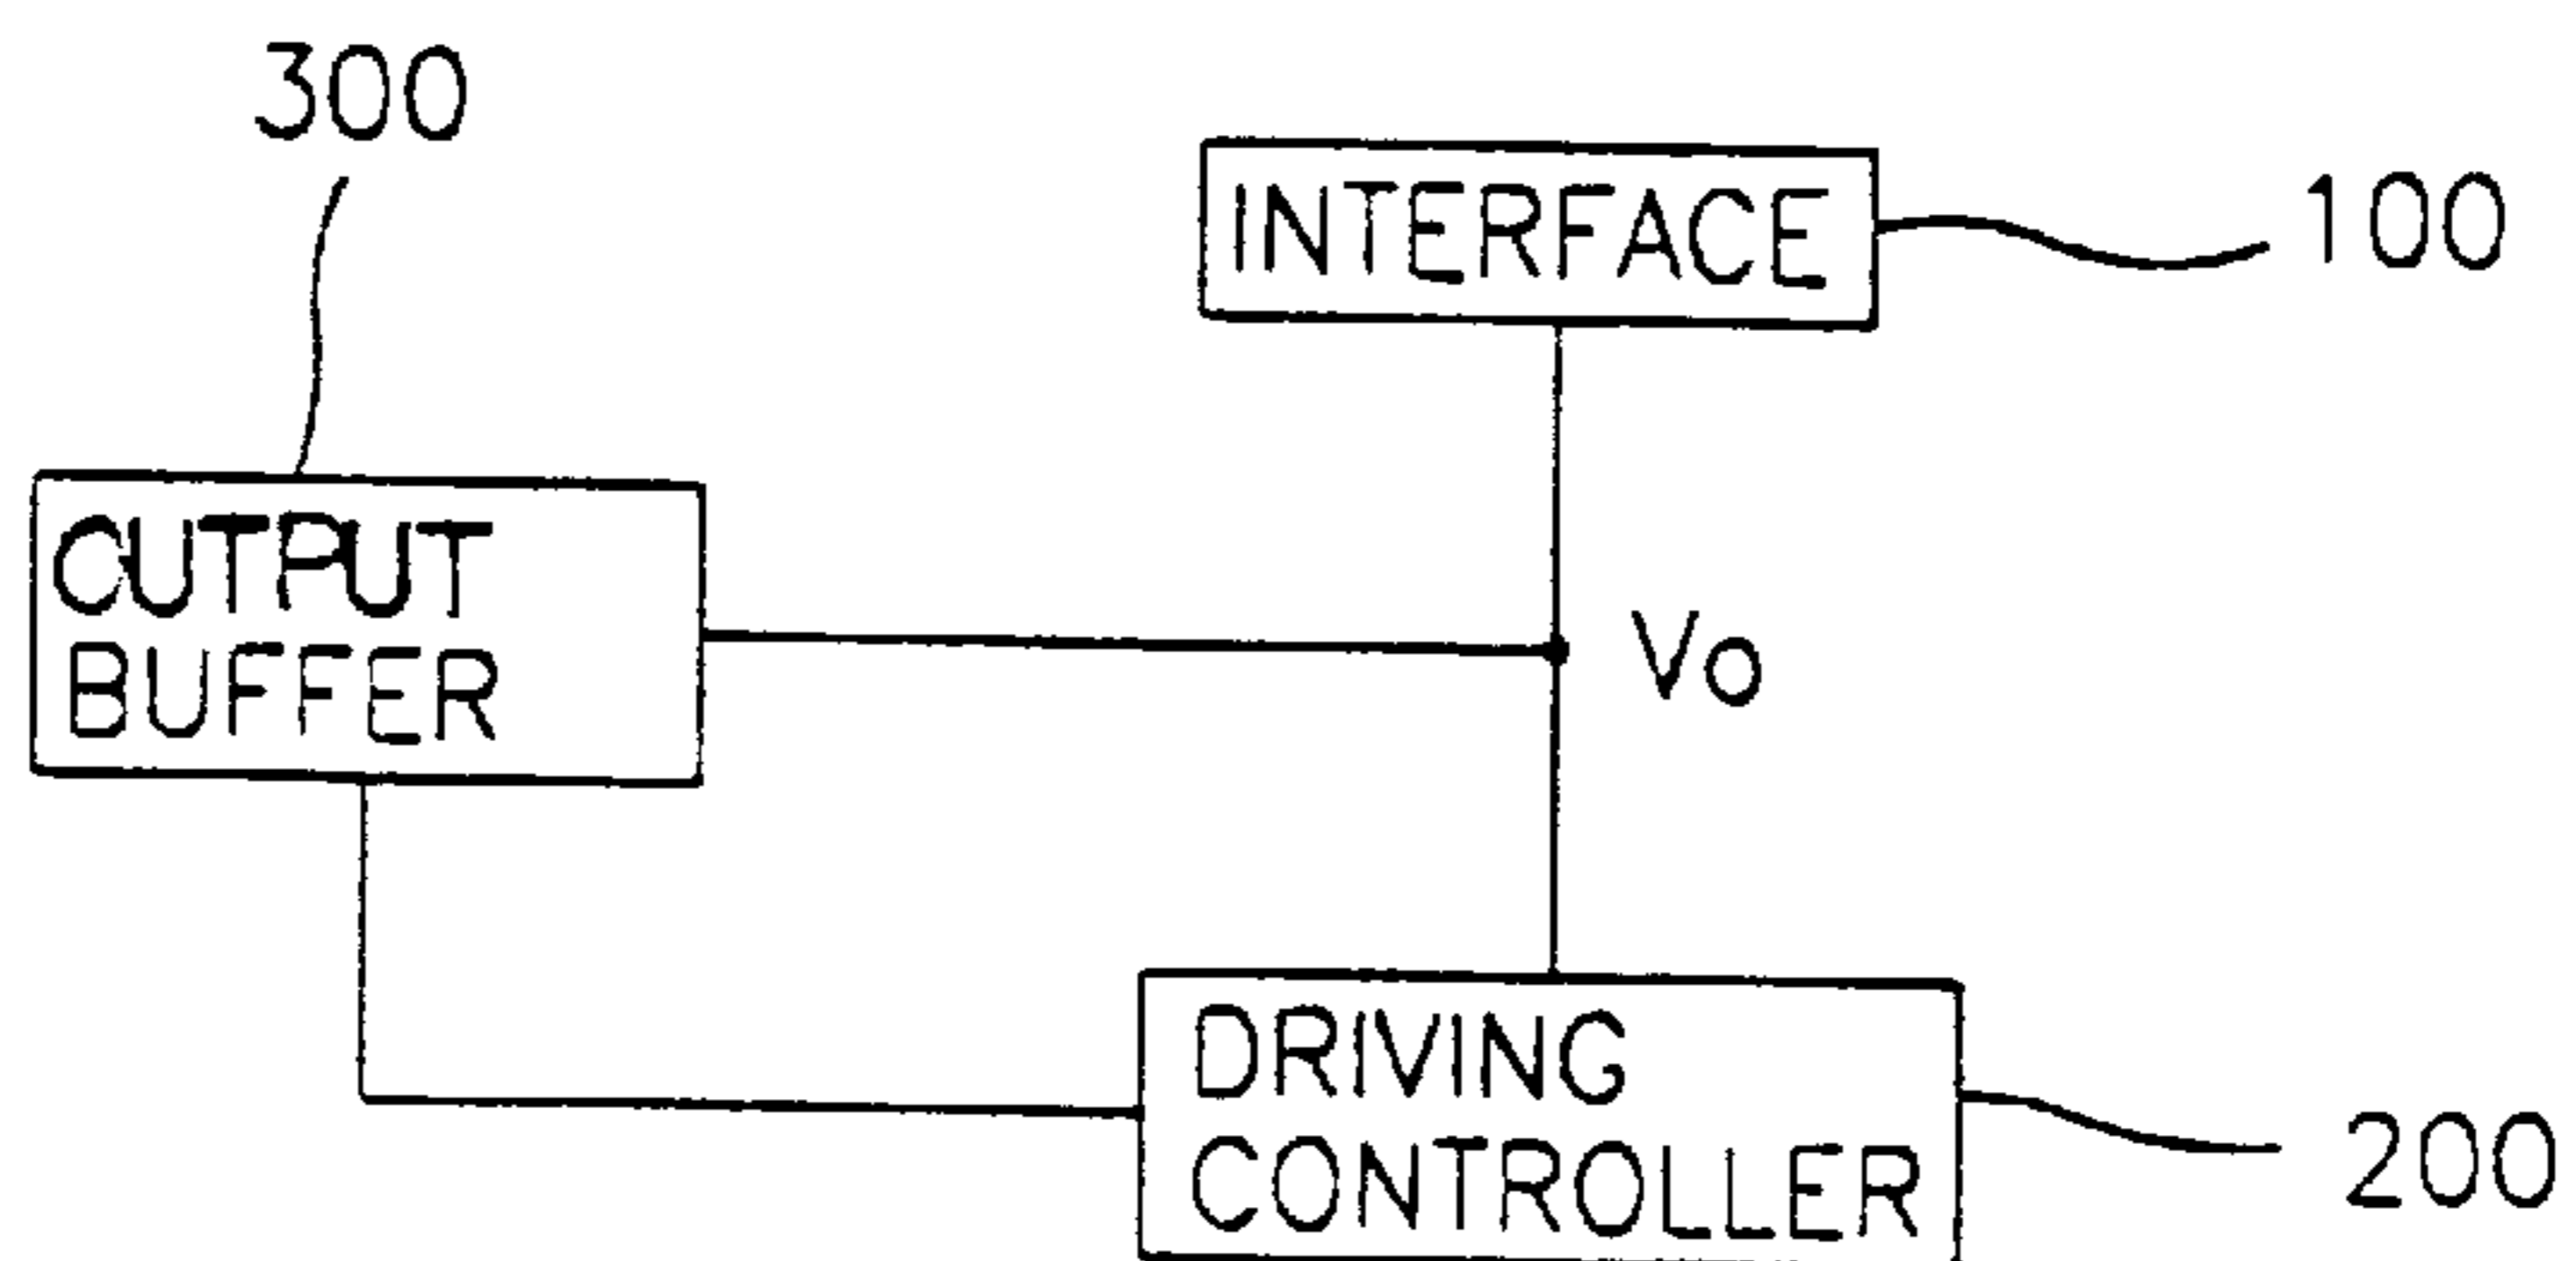 300
INTERFACE
100
OUTPUT
BUFFER
Vo
DRIVING
CONTROLLER
200